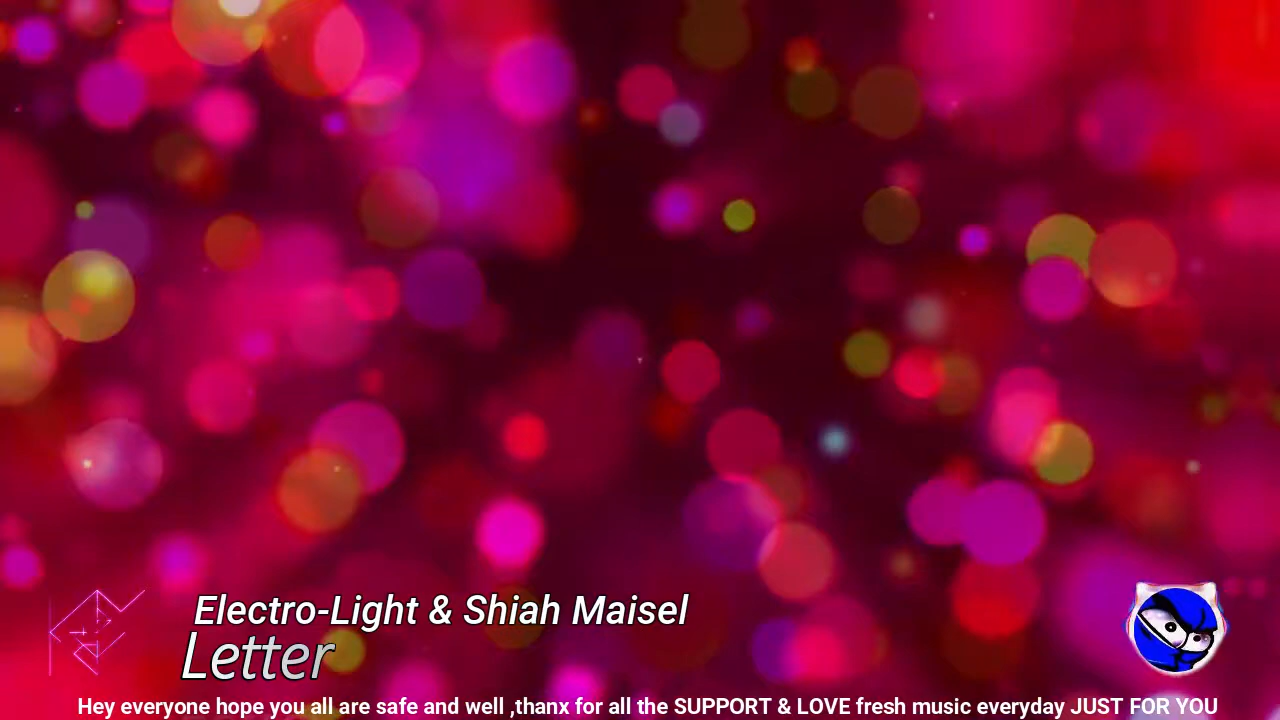 Electro-Light & Shiah Maisel
Letter
Hey everyone hope you all are safe and well ,thanx for all the SUPPORT & LOVE fresh music everyday JUST FOR YOU